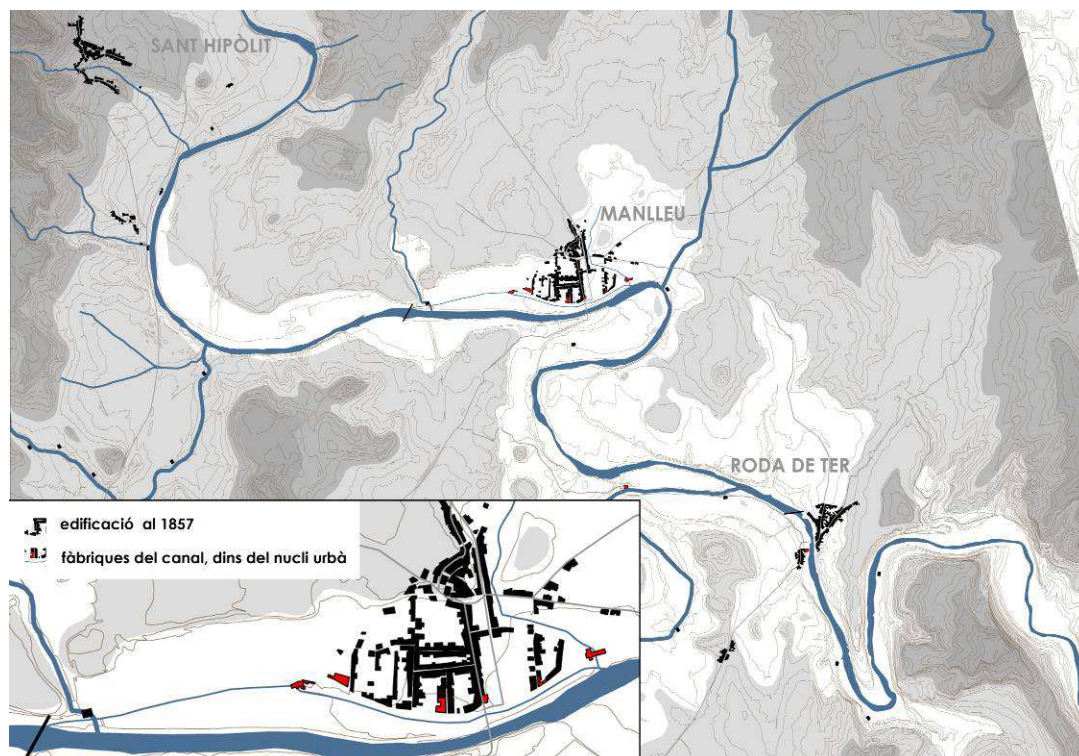 SANT HIPÒLIT
MANLLEU
RODA DE TER
edificació al 1857
fàbriques del canal, dins del nucli urbà